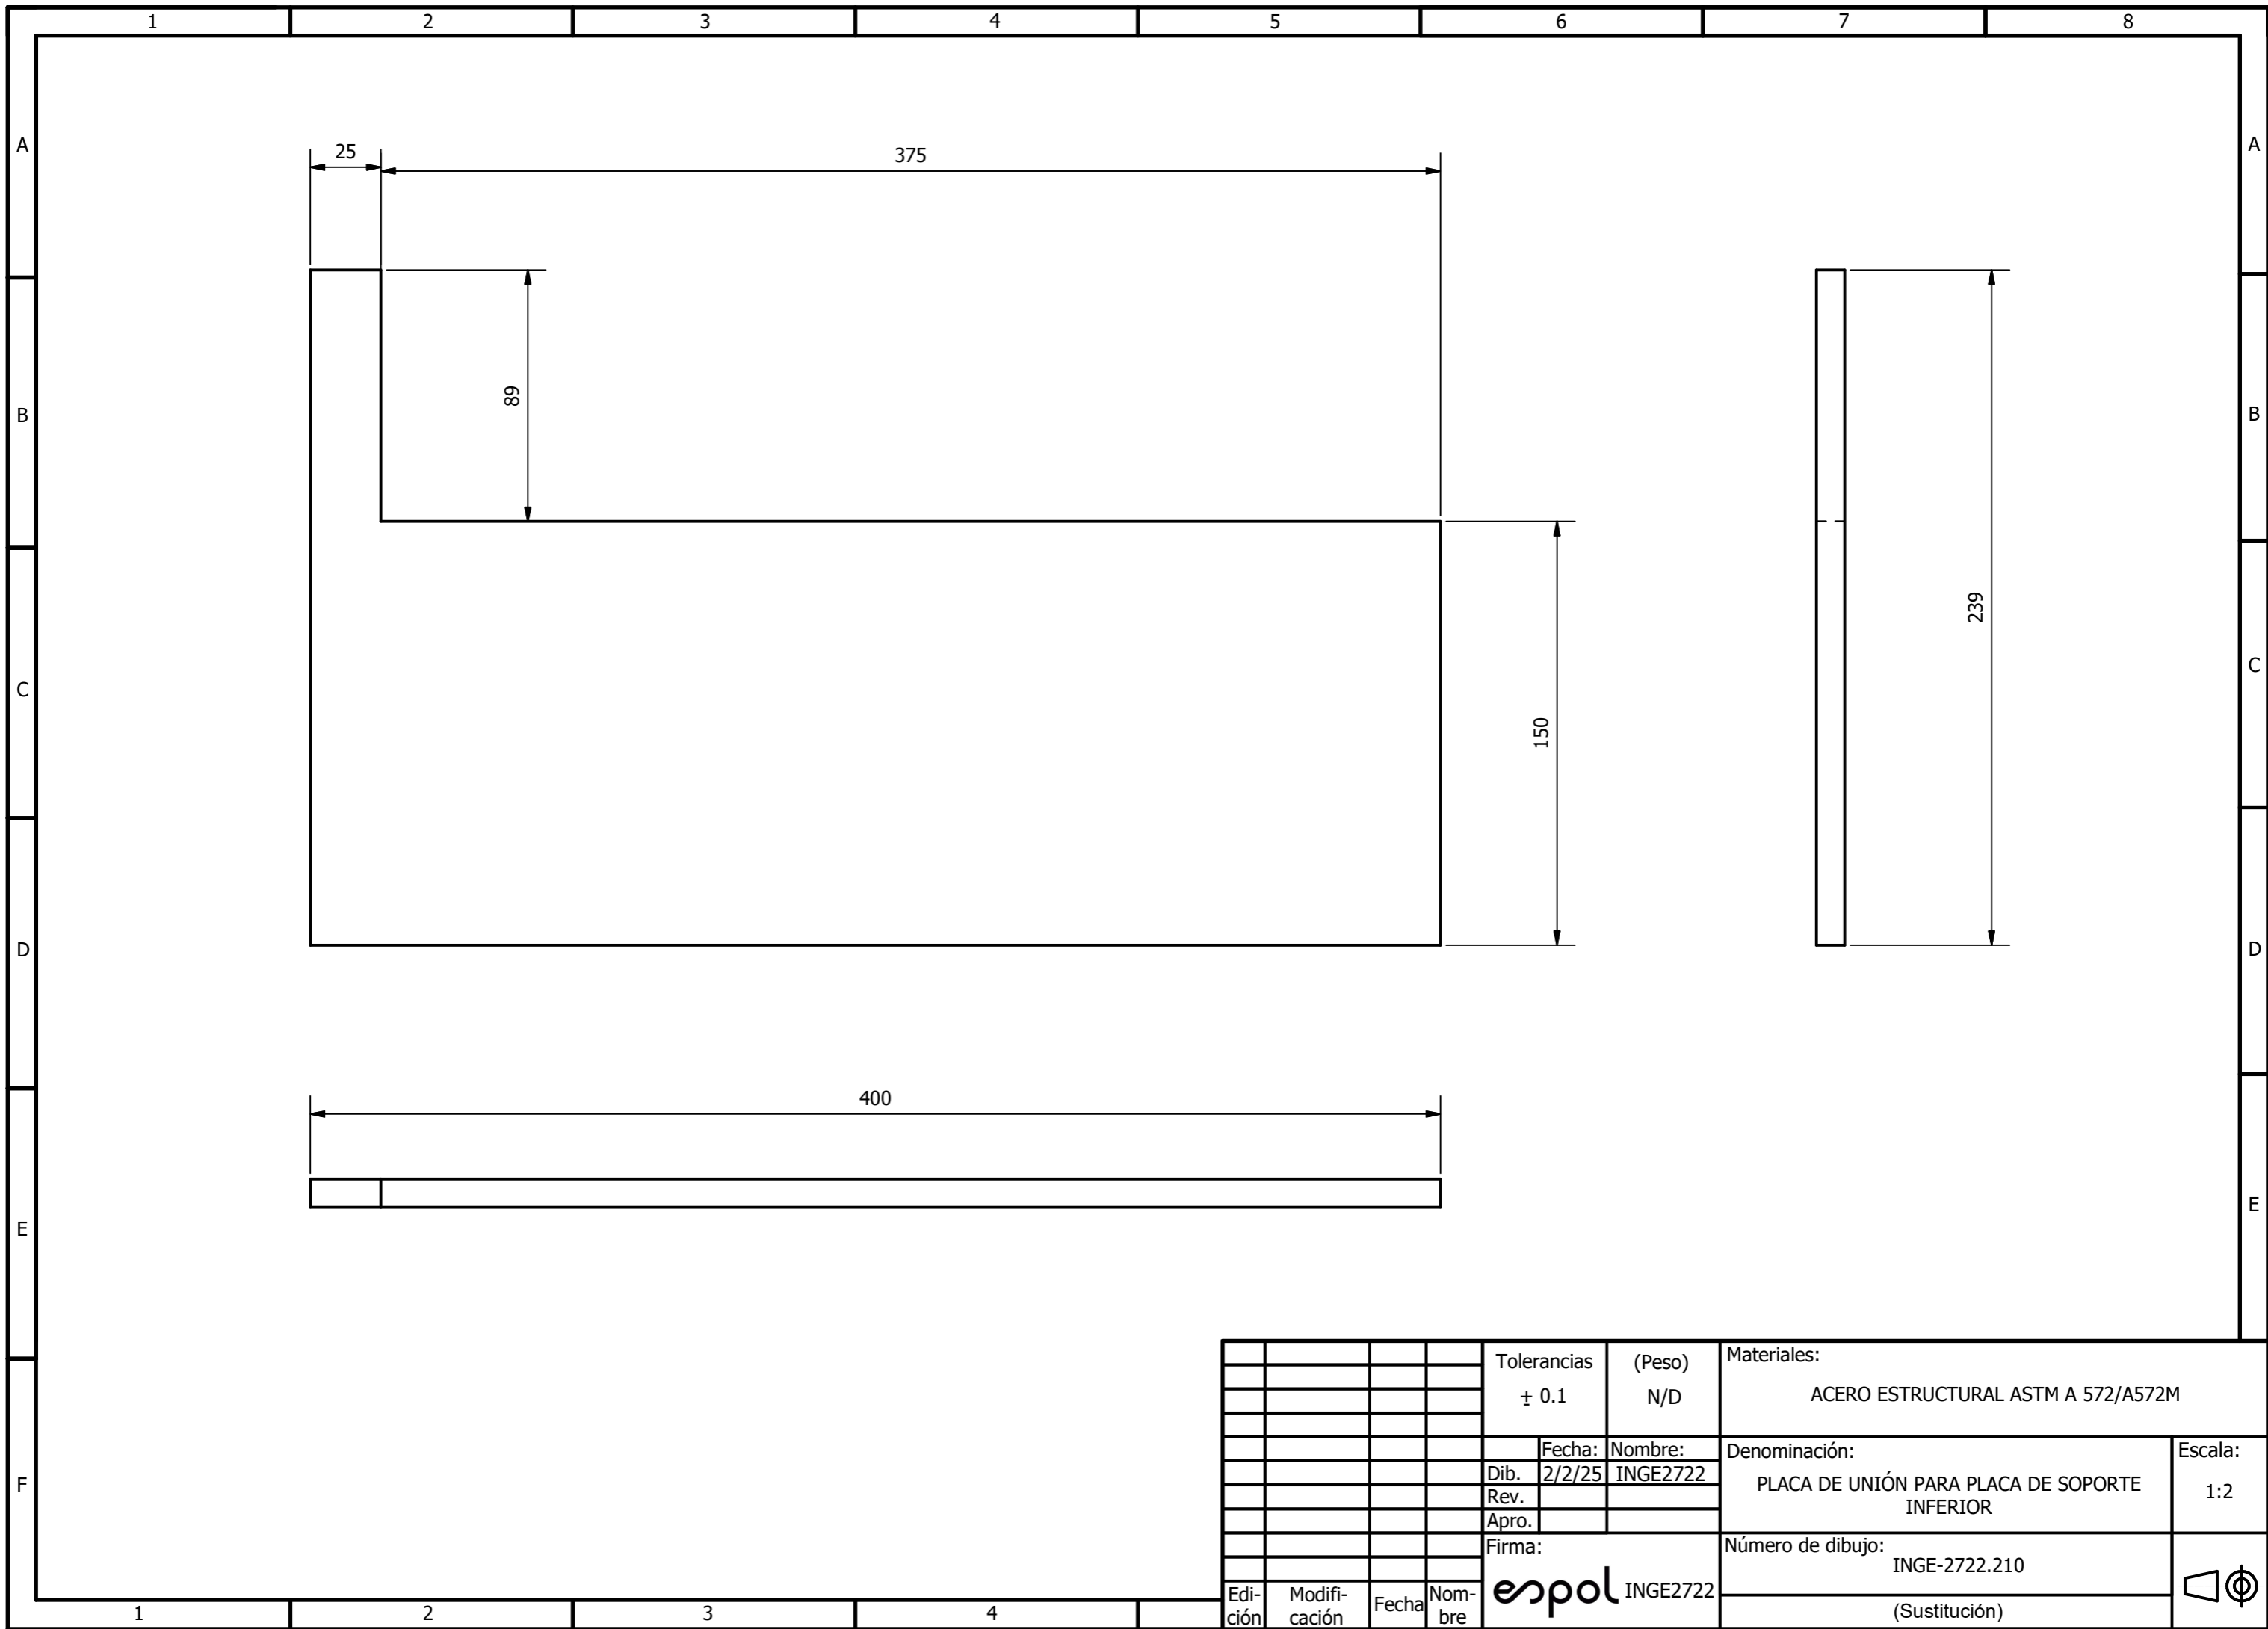 1 2 3 4 5 6 7 8
A A
25 375
B 89 B
C 239 C
150
D D
400
E E
F
Tolerancias (Peso) Materiales:
± 0.1 N/D ACERO ESTRUCTURAL ASTM A 572/A572M
Fecha: Nombre: Denominación: Escala:
Dib. 2/2/25 INGE2722 PLACA DE UNIÓN PARA PLACA DE SOPORTE 1:2
Rev. INFERIOR
Apro.
Firma: Número de dibujo:
INGE-2722.210
espol INGE2722
Edi- Modifi- Fecha Nom-
ción cación bre
(Sustitución)
1 2 3 4